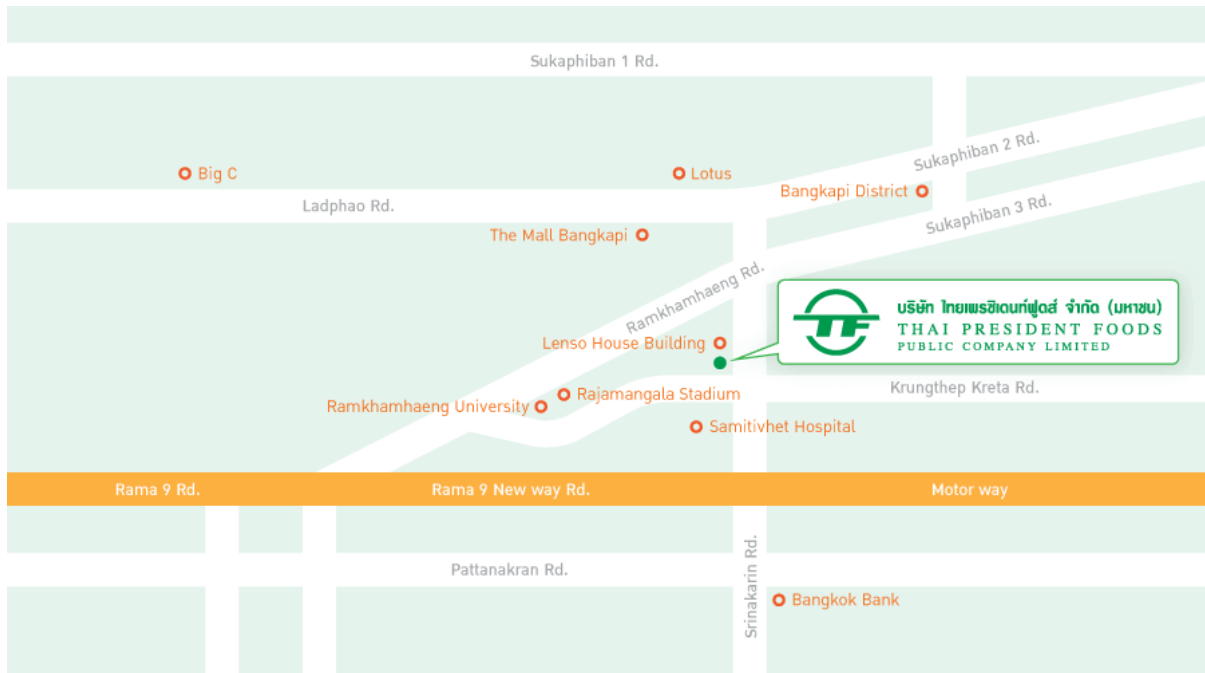 Sukaphiban 1 Rd.
Sukaphiban 2 Rd.
Big C
Lotus
Bangkapi District
Ladphao Rd.
Sukaphiban 3 Rd.
The Mall Bangkapi
Ramkhamhaeng Rd.
TF
บริษัท ไทยเพรซิเดนท์ฟูดส์ จำกัด (มหาชน)
THAI PRESIDENT FOODS
PUBLIC COMPANY LIMITED
Lenso House Building
Krungthep Kreta Rd.
Rajamangala Stadium
Ramkhamhaeng University
Samitivhet Hospital
Rama 9 Rd.
Rama 9 New way Rd.
Motor way
Pattanakran Rd.
Srinakarin Rd.
Bangkok Bank